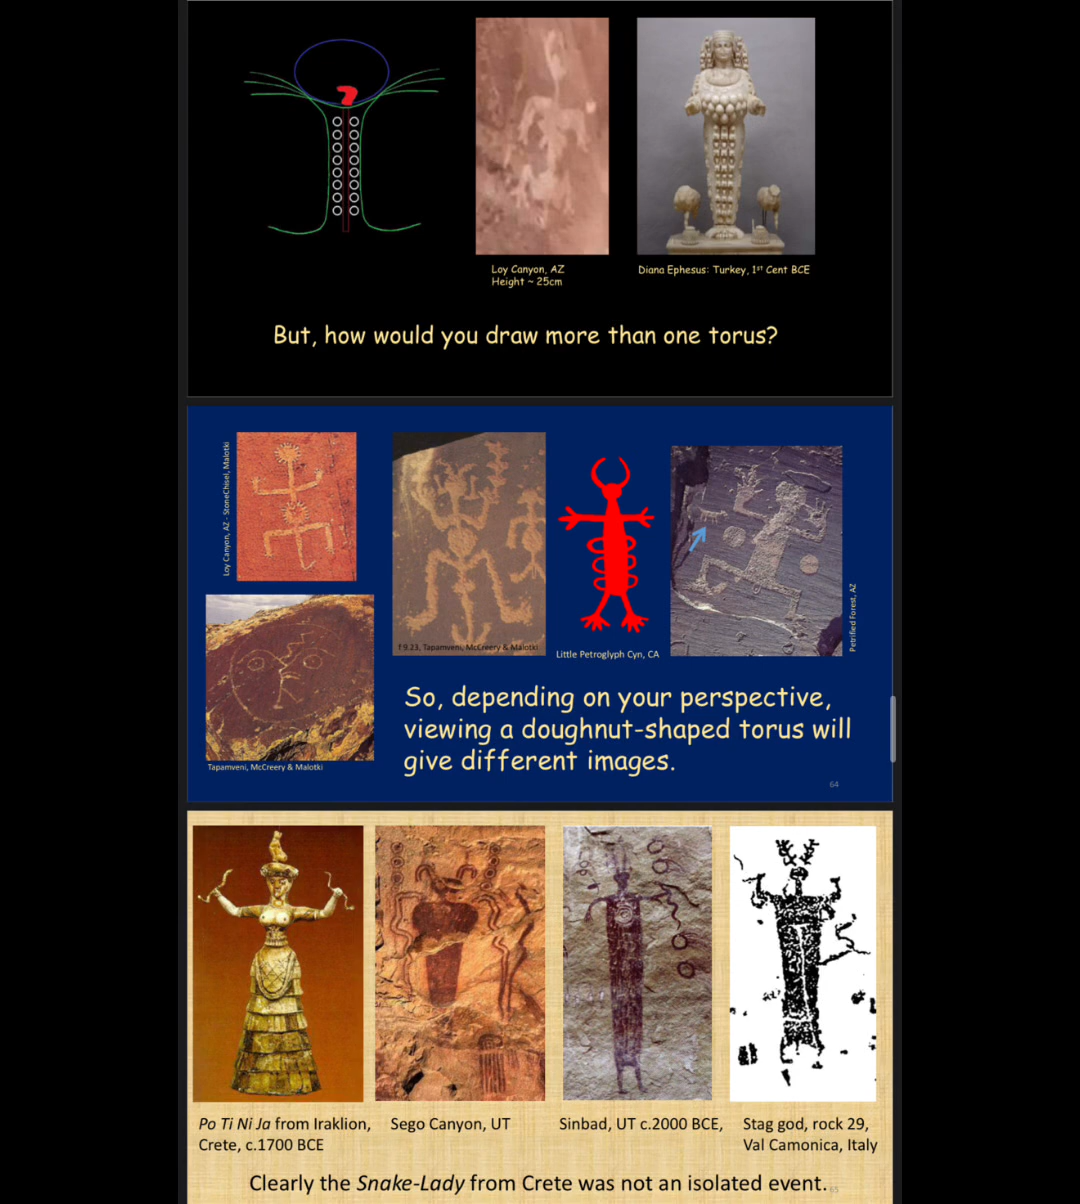 Loy Canyon, AZ
Height ~ 25cm
Diana Ephesus: Turkey, 1st Cent BCE
But, how would you draw more than one torus?
Loy Canyon, AZ - StoneChisel, Malotki
f 9.23, Tapamveni, McCreery & Malotki
Little Petroglyph Cyn, CA
Petrified Forest, AZ
Tapamveni, McCreery & Malotki
So, depending on your perspective,
viewing a doughnut-shaped torus will
give different images.
64
Po Ti Ni Ja from Iraklion,
Crete, c.1700 BCE
Sego Canyon, UT
Sinbad, UT c.2000 BCE,
Stag god, rock 29,
Val Camonica, Italy
Clearly the Snake-Lady from Crete was not an isolated event.
65